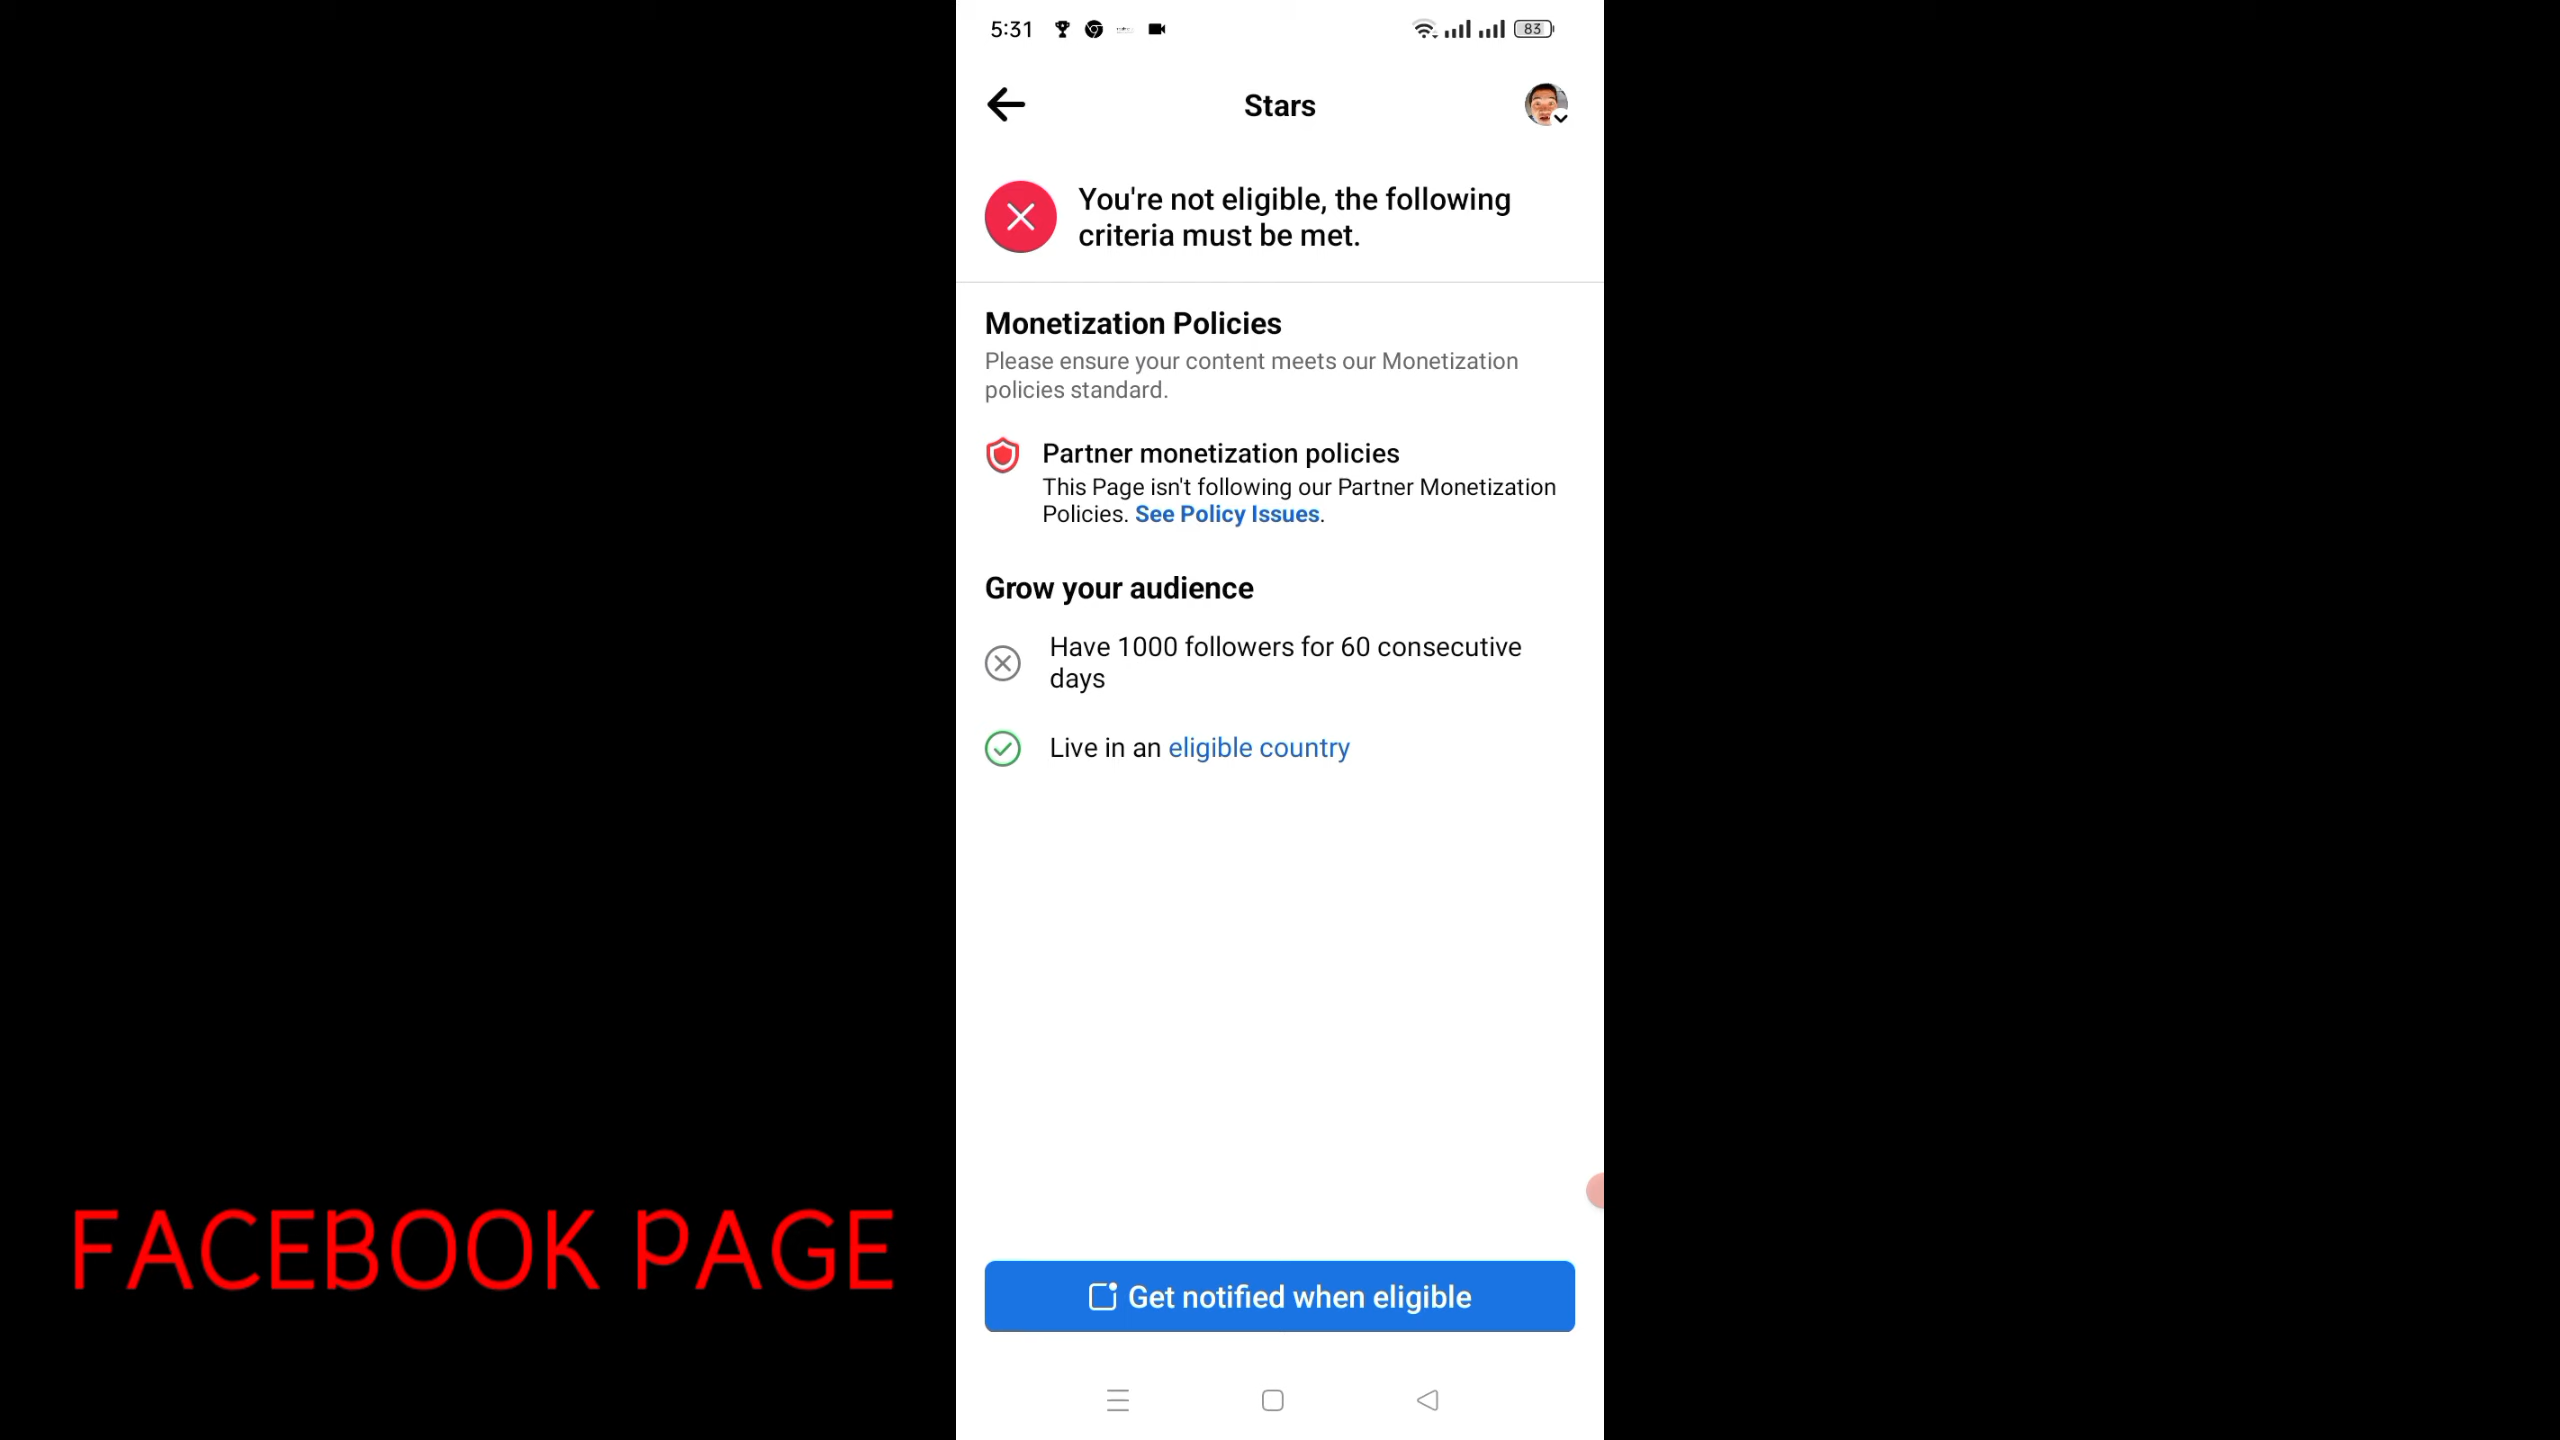 5:31
83
Stars
You're not eligible, the following
criteria must be met.
Monetization Policies
Please ensure your content meets our Monetization
policies standard.
Partner monetization policies
This Page isn't following our Partner Monetization
Policies. See Policy Issues.
Grow your audience
Have 1000 followers for 60 consecutive
days
Live in an eligible country
FACEBOOK PAGE
Get notified when eligible